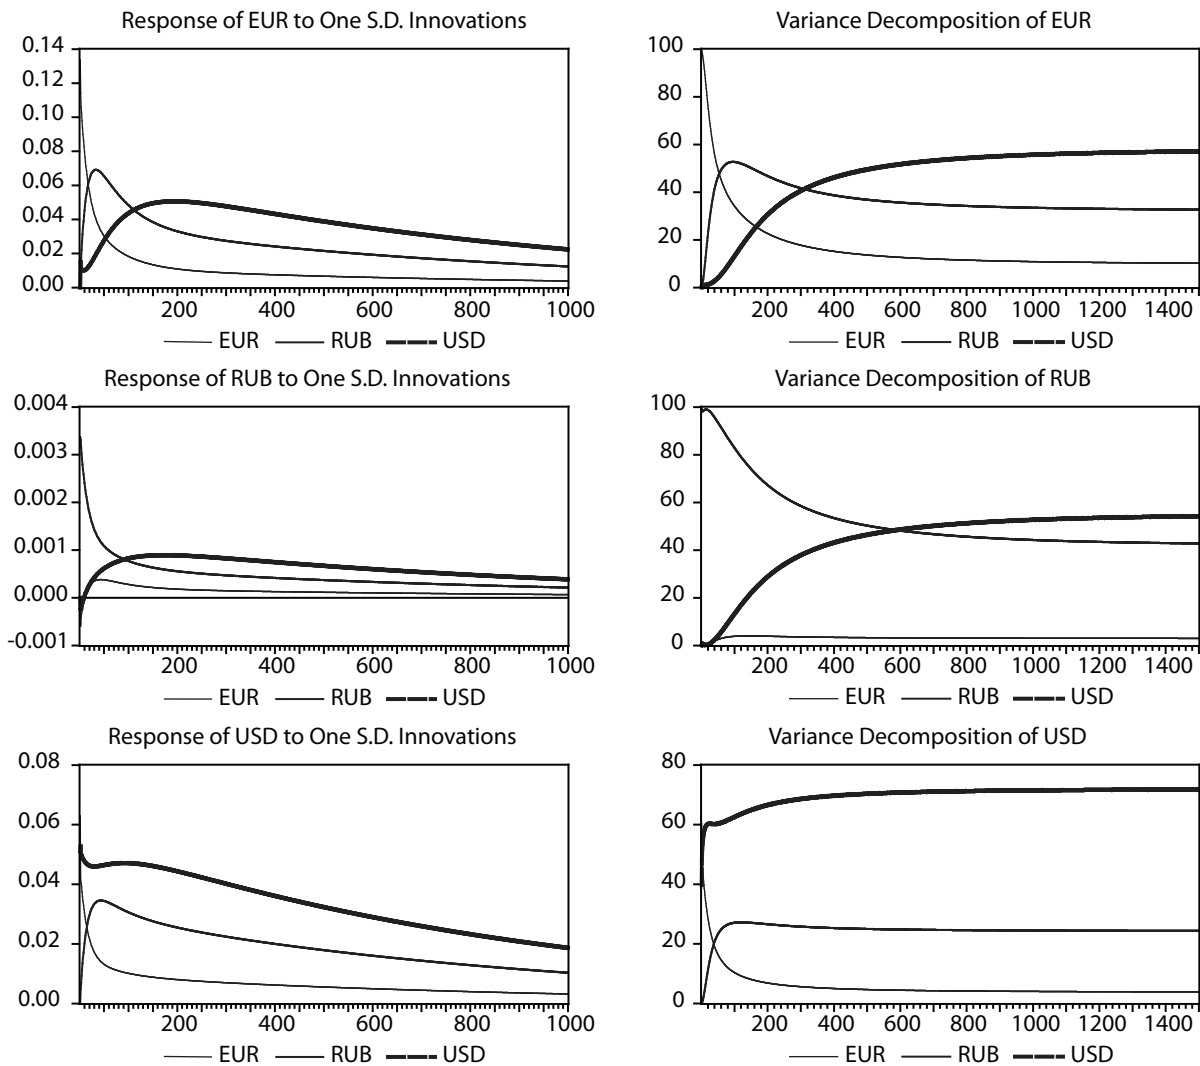 Response of EUR to One S.D. Innovations
0.14
0.12
0.10
0.08
0.06
0.04
0.02
0.00
200 400 600 800 1000
EUR RUB USD
Variance Decomposition of EUR
100
80
60
40
20
0
200 400 600 800 1000 1200 1400
EUR RUB USD
Response of RUB to One S.D. Innovations
0.004
0.003
0.002
0.001
0.000
-0.001
200 400 600 800 1000
EUR RUB USD
Variance Decomposition of RUB
100
80
60
40
20
0
200 400 600 800 1000 1200 1400
EUR RUB USD
Response of USD to One S.D. Innovations
0.08
0.06
0.04
0.02
0.00
200 400 600 800 1000
EUR RUB USD
Variance Decomposition of USD
80
60
40
20
0
200 400 600 800 1000 1200 1400
EUR RUB USD